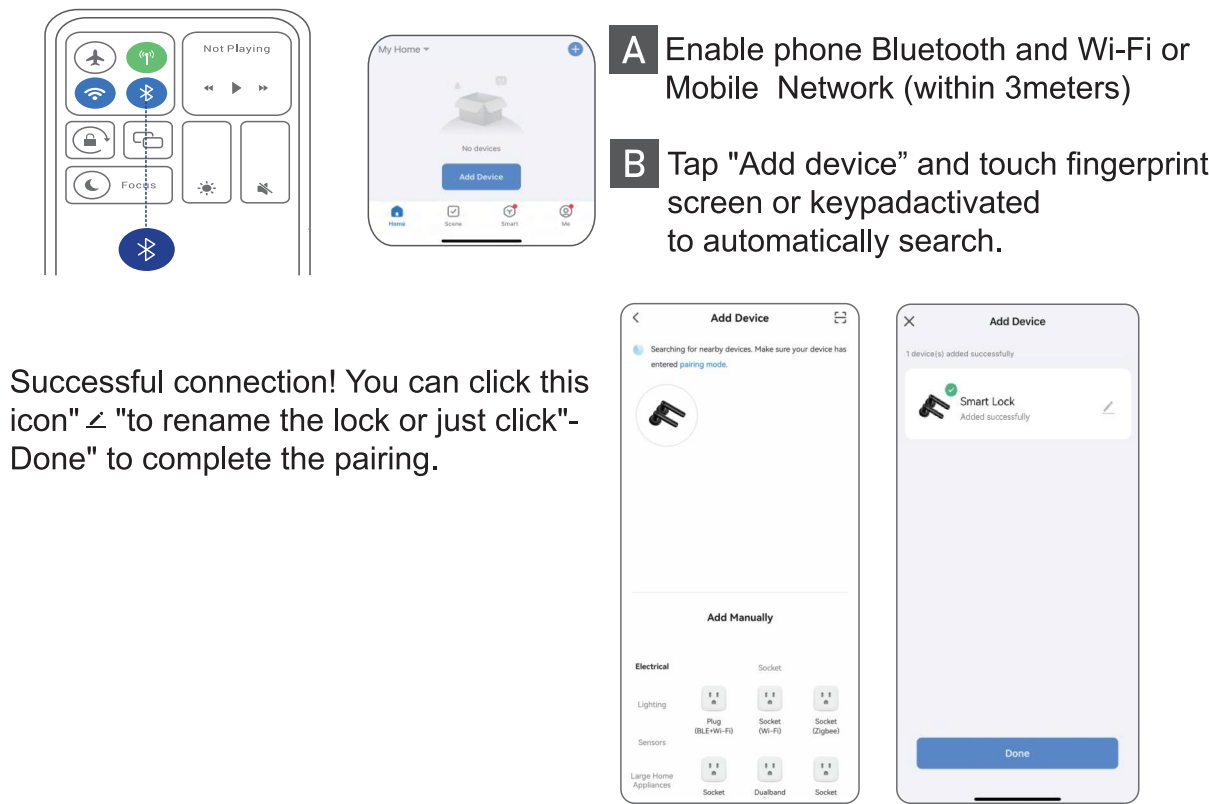 Not Playing
Focus
My Home
No devices
Add Device
Home
Scene
Smart
Me
A Enable phone Bluetooth and Wi-Fi or
Mobile Network (within 3meters)
B Tap "Add device” and touch fingerprint
screen or keypadactivated
to automatically search.
Successful connection! You can click this
icon" "to rename the lock or just click"-
Done" to complete the pairing.
Add Device
Searching for nearby devices. Make sure your device has
entered pairing mode.
Add Manually
Electrical
Socket
Lighting
Plug
(BLE+Wi-Fi)
Socket
(Wi-Fi)
Socket
(Zigbee)
Sensors
Large Home
Appliances
Socket
Dualband
Socket
Add Device
1 device(s) added successfully
Smart Lock
Added successfully
Done